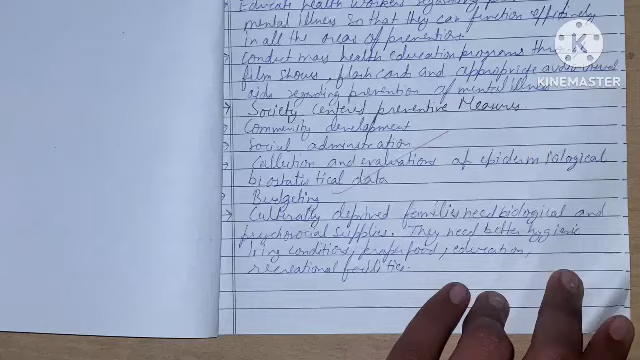 Educate health workers regarding
mental illness so that they can function effectively
in all the areas of prevention.
→ Conduct mass health education programs thro
film shows, flash cards and appropriate audio visual
aids regarding prevention of mental illness
→ Society Centered preventive Measures
Community development
→ Social administration
→ Collection and evaluations of epidermiological
biostatistical data
Budgeting
→ Culturally deprived families need biological and
psychosocial supplies. They need better hygienic
living conditions, proper food, education,
recreational facilities.
KINEMASTER